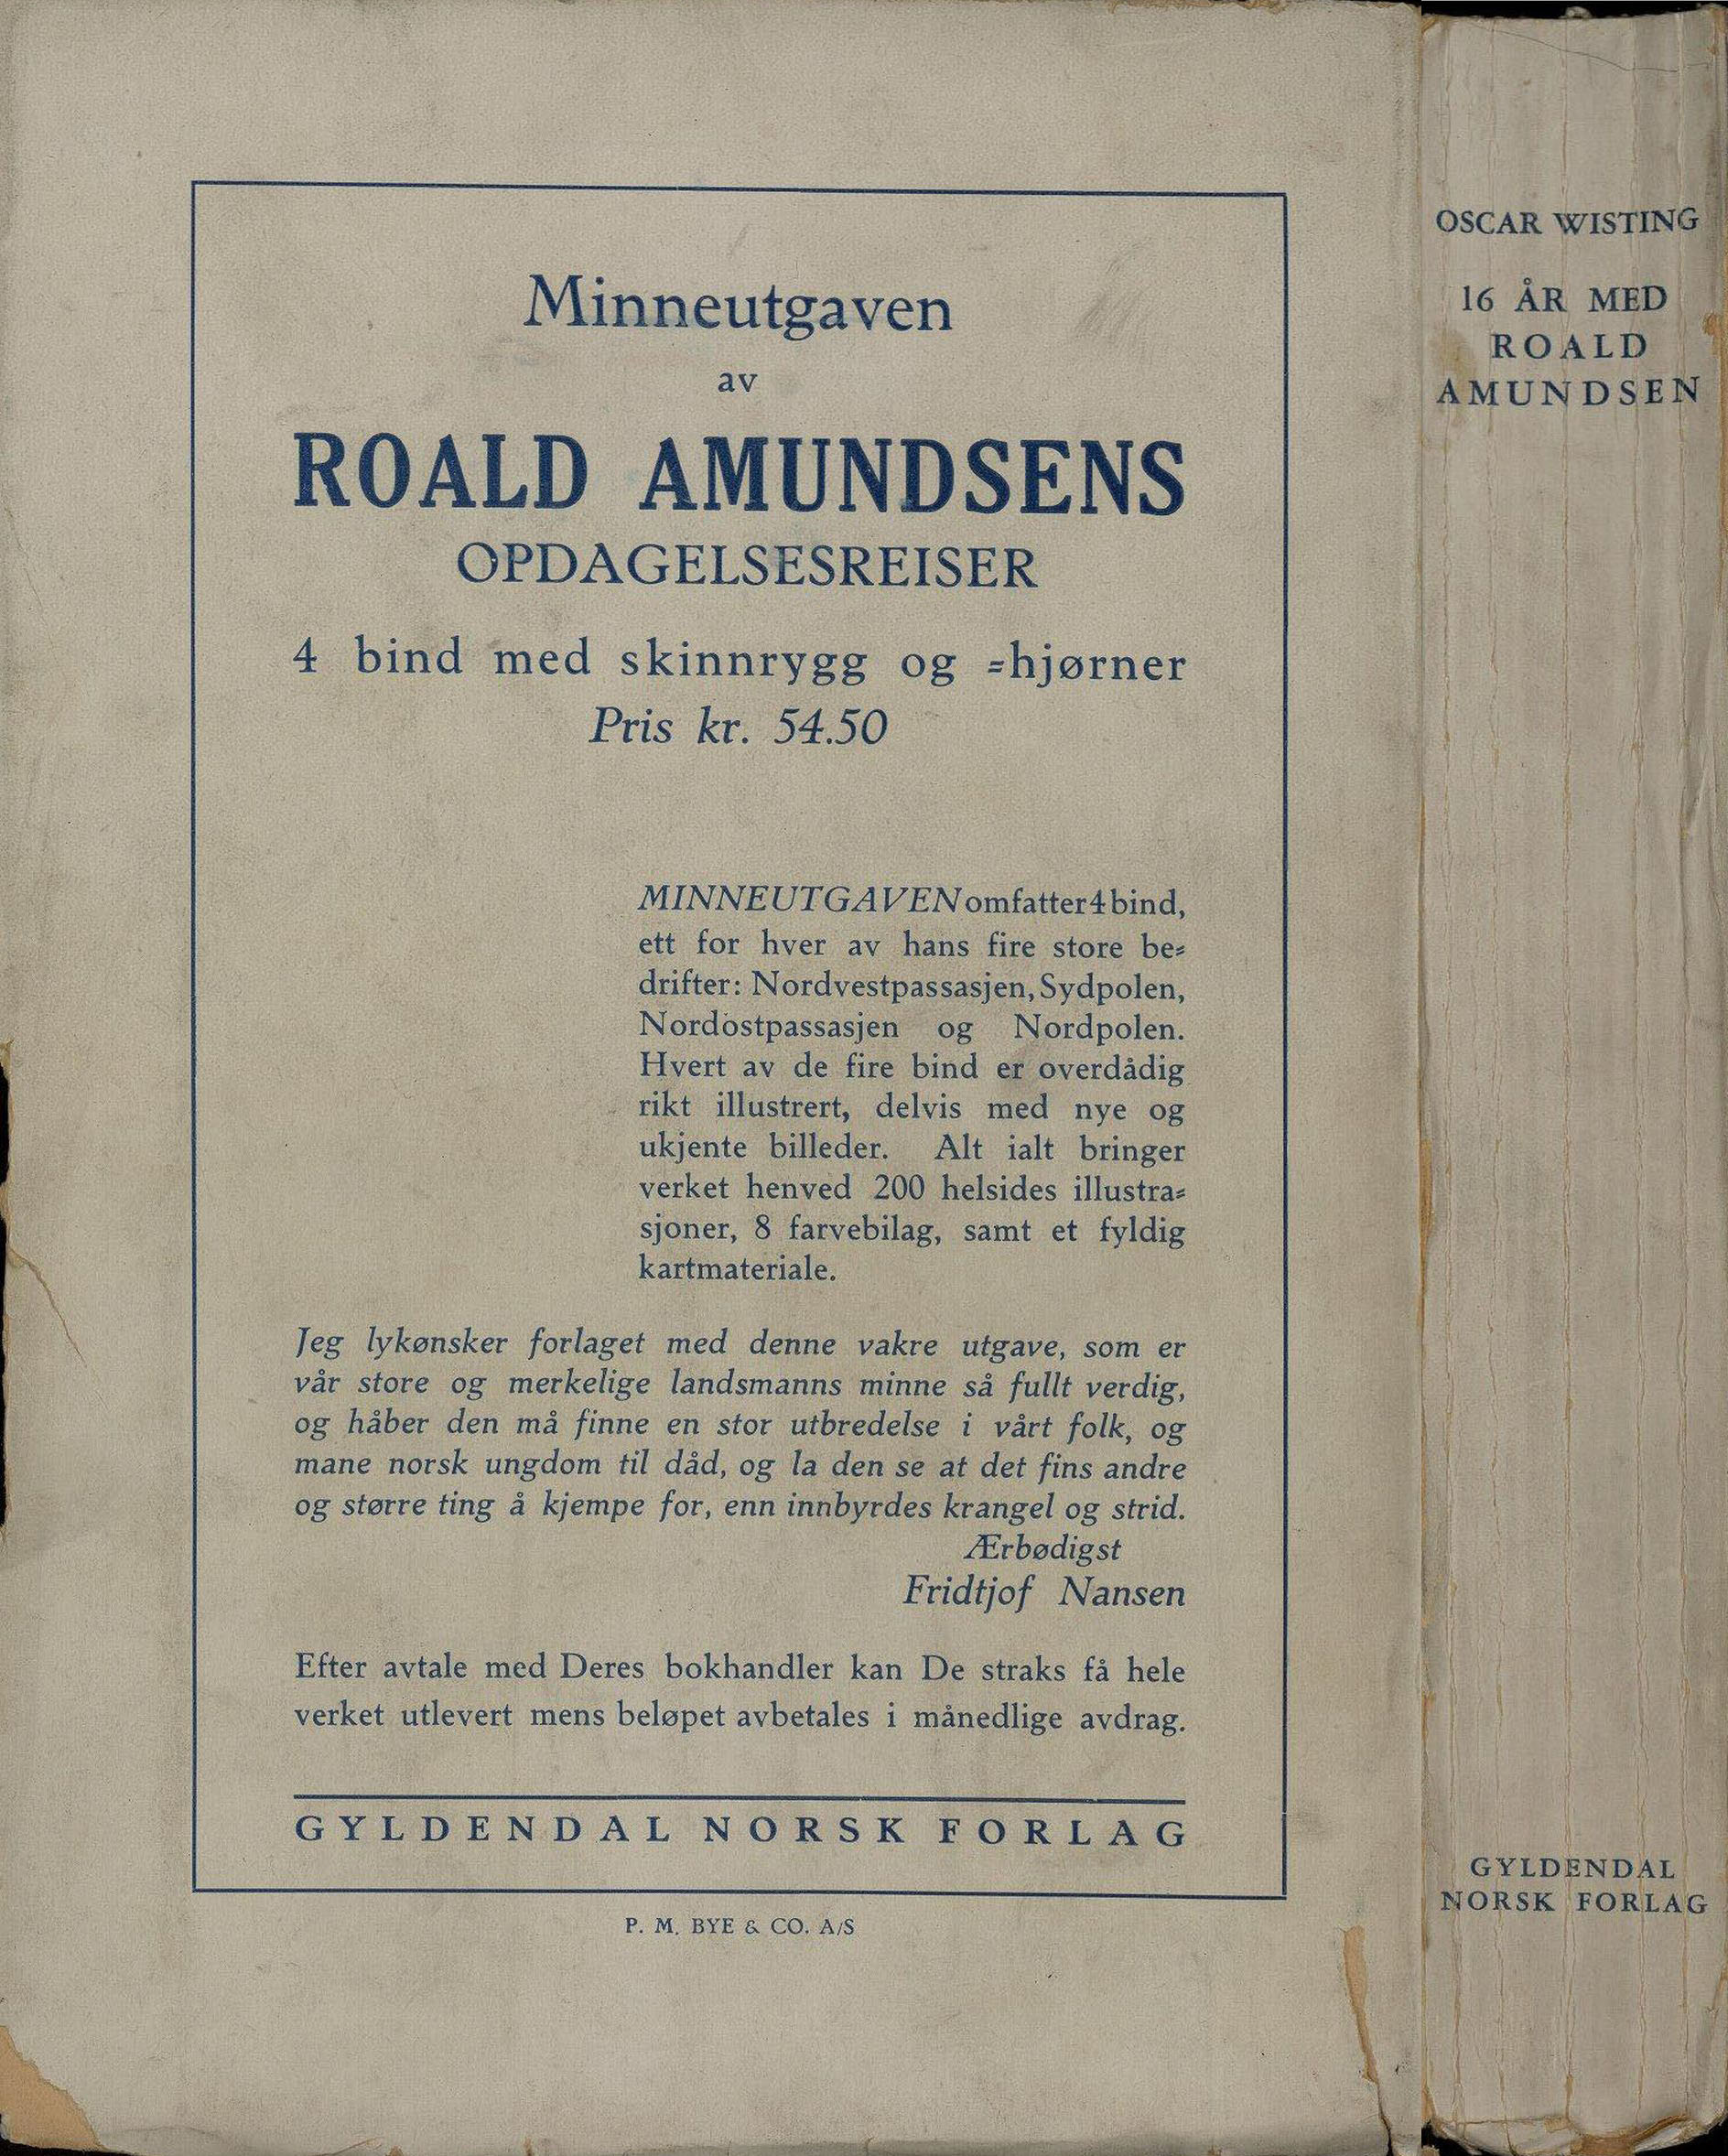 Minneutgaven
av
ROALD AMUNDSENS
OPDAGELSESREISER
4 bind med skinnrygg og =hjørner
Pris kr. 54.50
MINNEUTGAVEN omfatter 4 bind,
ett for hver av hans fire store be=
drifter: Nordvestpassasjen, Sydpolen,
Nordostpassasjen og Nordpolen.
Hvert av de fire bind er overdådig
rikt illustrert, delvis med nye og
ukjente billeder. Alt ialt bringer
verket henved 200 helsides illustra=
sjoner, 8 farvebilag, samt et fyldig
kartmateriale.
Jeg lykønsker forlaget med denne vakre utgave, som er
vår store og merkelige landsmanns minne så fullt verdig,
og håber den må finne en stor utbredelse i vårt folk, og
mane norsk ungdom til dåd, og la den se at det fins andre
og større ting å kjempe for, enn innbyrdes krangel og strid.
Ærbødigst
Fridtjof Nansen
Efter avtale med Deres bokhandler kan De straks få hele
verket utlevert mens beløpet avbetales i månedlige avdrag.
GYLDENDAL NORSK FORLAG
P. M. BYE & CO. A/S
OSCAR WISTING
16 ÅR MED
ROALD
AMUNDSEN
GYLDENDAL
NORSK FORLAG